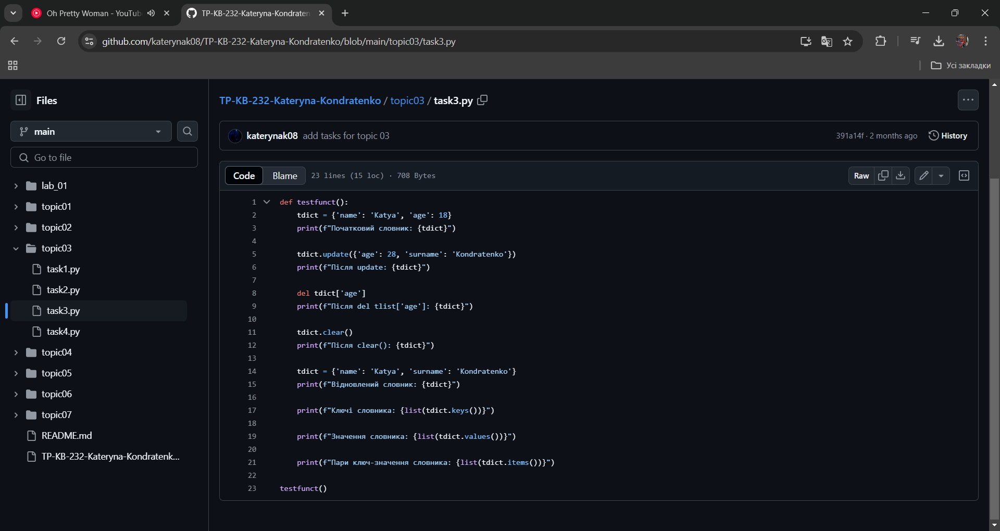 Oh Pretty Woman - YouTub
TP-KB-232-Kateryna-Kondraten
github.com/katerynak08/TP-KB-232-Kateryna-Kondratenko/blob/main/topic03/task3.py
Усі закладки
Files
TP-KB-232-Kateryna-Kondratenko / topic03 / task3.py
main
katerynak08 add tasks for topic 03
391a14f · 2 months ago
History
Go to file
Code
Blame
23 lines (15 loc) · 708 Bytes
Raw
lab_01
topic01
topic02
topic03
task1.py
task2.py
task3.py
task4.py
topic04
topic05
topic06
topic07
README.md
TP-KB-232-Kateryna-Kondratenk...
1 def testfunct():
2 tdict = {'name': 'Katya', 'age': 18}
3 print(f"Початковий словник: {tdict}")
4
5 tdict.update({'age': 28, 'surname': 'Kondratenko'})
6 print(f"Після update: {tdict}")
7
8 del tdict['age']
9 print(f"Після del tlist['age']: {tdict}")
10
11 tdict.clear()
12 print(f"Після clear(): {tdict}")
13
14 tdict = {'name': 'Katya', 'surname': 'Kondratenko'}
15 print(f"Відновлений словник: {tdict}")
16
17 print(f"Ключі словника: {list(tdict.keys())}")
18
19 print(f"Значення словника: {list(tdict.values())}")
20
21 print(f"Пари ключ-значення словника: {list(tdict.items())}")
22
23 testfunct()